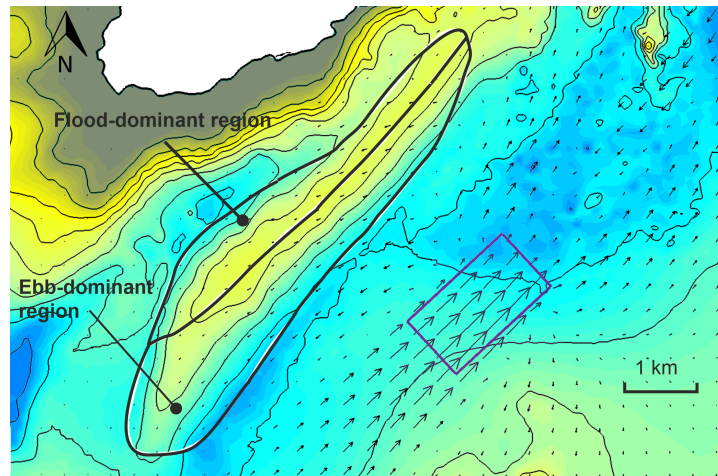 N
Flood-dominant region
Ebb-dominant
region
1 km